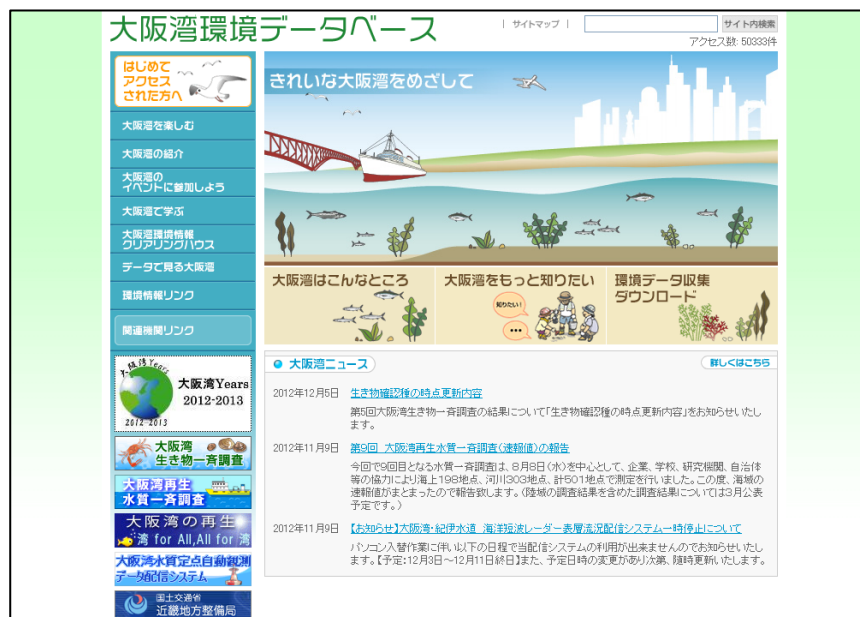 大阪湾環境データベース
| サイトマップ |
サイト内検索
アクセス数: 50333件
はじめて
アクセス
された方へ
大阪湾を楽しむ
大阪湾の紹介
大阪湾の
イベントに参加しよう
大阪湾で学ぶ
大阪湾環境情報
クリアリングハウス
データで見る大阪湾
環境情報リンク
関連機関リンク
大阪湾Years
大阪湾Years
2012-2013
2012-2013
大阪湾
生き物一斉調査
大阪湾再生
水質一斉調査
大阪湾の再生
湾 for All,All for 湾
大阪湾水質定点自動観測
データ配信システム
国土交通省
近畿地方整備局
きれいな大阪湾をめざして
大阪湾はこんなところ
大阪湾をもっと知りたい
知りたい!
•••
環境データ収集
ダウンロード
大阪湾ニュース
詳しくはこちら
2012年12月5日 生き物確認種の時点更新内容
第5回大阪湾生き物一斉調査の結果について「生き物確認種の時点更新内容」をお知らせいたし
ます。
2012年11月9日 第9回 大阪湾再生水質一斉調査(速報値)の報告
今回で9回目となる水質一斉調査は、8月8日(水)を中心として、企業、学校、研究機関、自治体
等の協力により海上198地点、河川303地点、計501地点で測定を行いました。この度、海域の
速報値がまとまったので報告致します。(陸域の調査結果を含めた調査結果については3月公表
予定です。)
2012年11月9日 【お知らせ】大阪湾・紀伊水道 海洋短波レーダー表層流況配信システム一時停止について
パソコン入替作業に伴い以下の日程で当配信システムの利用が出来ませんのでお知らせいたし
ます。【予定:12月3日~12月11日終日】また、予定日時の変更があり次第、随時更新いたします。